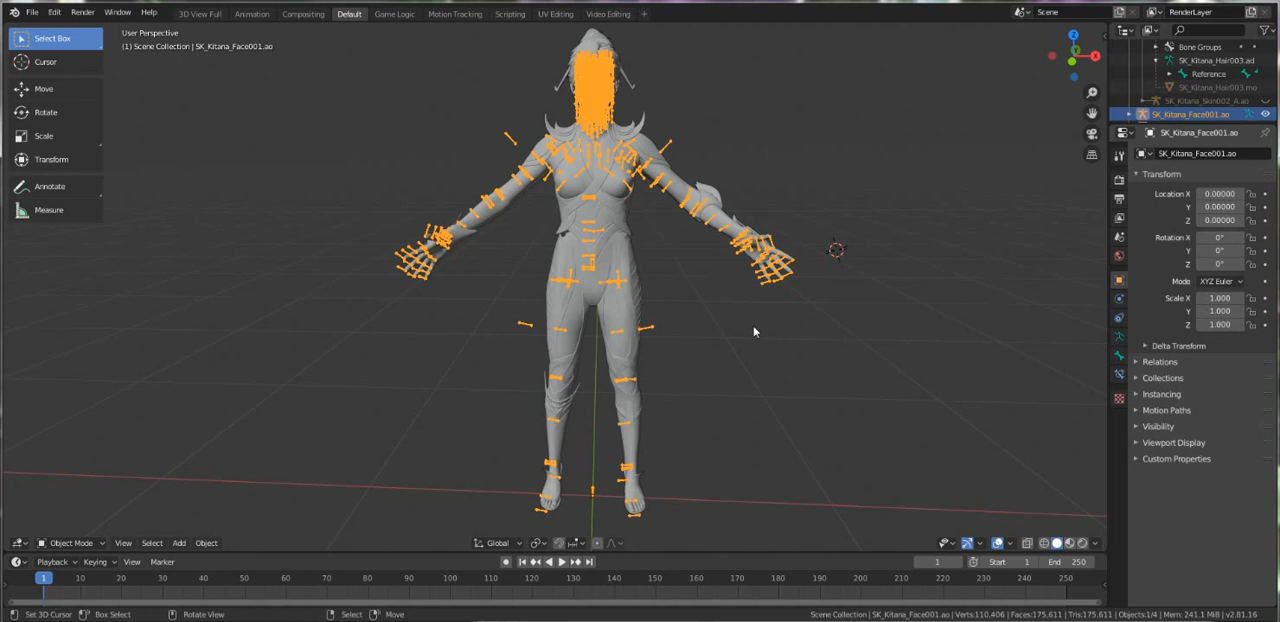 File Edit Render Window Help 3D View Full Animation Compositing Default Game Logic Motion Tracking Scripting UV Editing Video Editing + Scene RenderLayer
Select Box
Cursor
Move
Rotate
Scale
Transform
Annotate
Measure
User Perspective
(1) Scene Collection | SK_Kitana_Face001.ao
Z
Y
X
Bone Groups
SK_Kitana_Hair003.ad
Reference
SK_Kitana_Hair003.mo
SK_Kitana_Skin002_A.ao
SK_Kitana_Face001.ao
SK_Kitana_Face001.ao
SK_Kitana_Face001.ao
Transform
Location X 0.00000
Y 0.00000
Z 0.00000
Rotation X 0°
Y 0°
Z 0°
Mode XYZ Euler
Scale X 1.000
Y 1.000
Z 1.000
Delta Transform
Relations
Collections
Instancing
Motion Paths
Visibility
Viewport Display
Custom Properties
Object Mode View Select Add Object Global
Playback Keying View Marker 1 Start 1 End 250
1 10 20 30 40 50 60 70 80 90 100 110 120 130 140 150 160 170 180 190 200 210 220 230 240 250
Set 3D Cursor Box Select Rotate View Select Move Scene Collection | SK_Kitana_Face001.ao | Verts:110,406 | Faces:175,611 | Tris:175,611 | Objects:1/4 | Mem: 241.1 MiB | v2.81.16